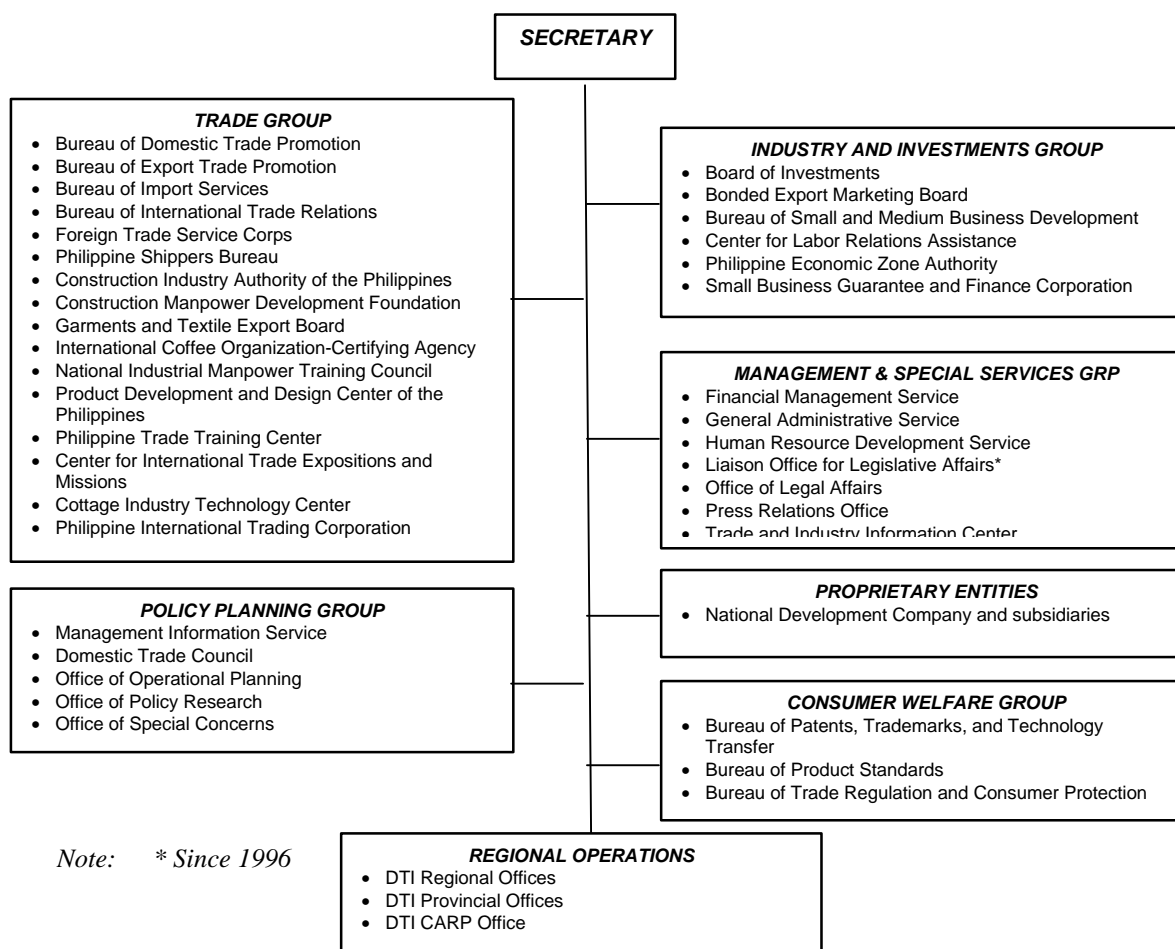 SECRETARY
TRADE GROUP
• Bureau of Domestic Trade Promotion
• Bureau of Export Trade Promotion
• Bureau of Import Services
• Bureau of International Trade Relations
• Foreign Trade Service Corps
• Philippine Shippers Bureau
• Construction Industry Authority of the Philippines
• Construction Manpower Development Foundation
• Garments and Textile Export Board
• International Coffee Organization-Certifying Agency
• National Industrial Manpower Training Council
• Product Development and Design Center of the
Philippines
• Philippine Trade Training Center
• Center for International Trade Expositions and
Missions
• Cottage Industry Technology Center
• Philippine International Trading Corporation
POLICY PLANNING GROUP
• Management Information Service
• Domestic Trade Council
• Office of Operational Planning
• Office of Policy Research
• Office of Special Concerns
INDUSTRY AND INVESTMENTS GROUP
• Board of Investments
• Bonded Export Marketing Board
• Bureau of Small and Medium Business Development
• Center for Labor Relations Assistance
• Philippine Economic Zone Authority
• Small Business Guarantee and Finance Corporation
MANAGEMENT & SPECIAL SERVICES GRP
• Financial Management Service
• General Administrative Service
• Human Resource Development Service
• Liaison Office for Legislative Affairs*
• Office of Legal Affairs
• Press Relations Office
• Trade and Industry Information Center
PROPRIETARY ENTITIES
• National Development Company and subsidiaries
CONSUMER WELFARE GROUP
• Bureau of Patents, Trademarks, and Technology
Transfer
• Bureau of Product Standards
• Bureau of Trade Regulation and Consumer Protection
REGIONAL OPERATIONS
• DTI Regional Offices
• DTI Provincial Offices
• DTI CARP Office
Note: * Since 1996